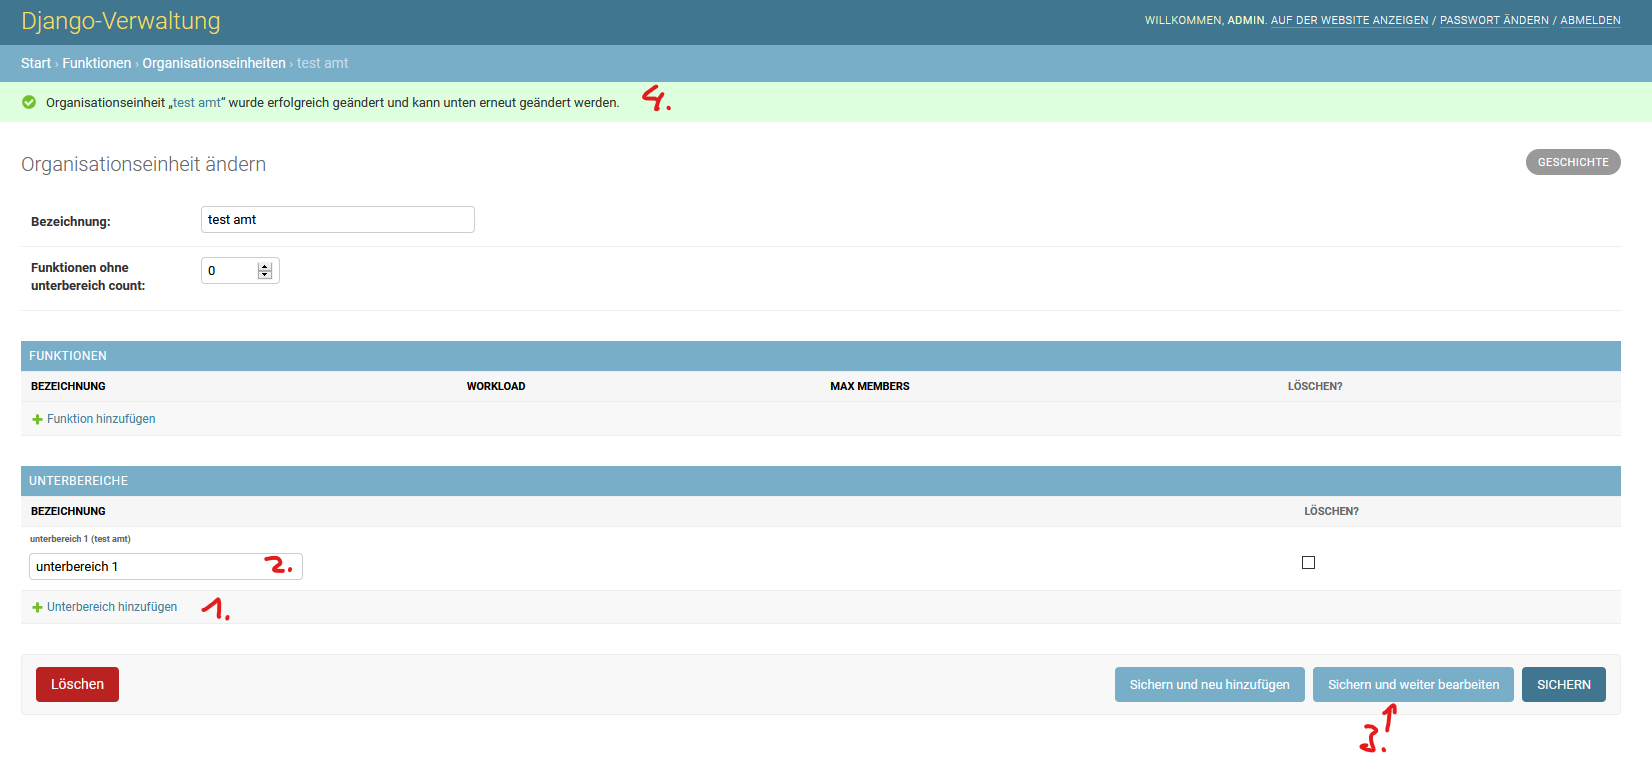 Django-Verwaltung
WILLKOMMEN, ADMIN. AUF DER WEBSITE ANZEIGEN / PASSWORT ÄNDERN / ABMELDEN
Start › Funktionen › Organisationseinheiten › test amt
Organisationseinheit „test amt“ wurde erfolgreich geändert und kann unten erneut geändert werden. 4.
Organisationseinheit ändern
GESCHICHTE
Bezeichnung: test amt
Funktionen ohne
unterbereich count: 0
FUNKTIONEN
BEZEICHNUNG WORKLOAD MAX MEMBERS LÖSCHEN?
Funktion hinzufügen
UNTERBEREICHE
BEZEICHNUNG LÖSCHEN?
unterbereich 1 (test amt)
unterbereich 1 2.
Unterbereich hinzufügen 1.
Löschen Sichern und neu hinzufügen Sichern und weiter bearbeiten SICHERN
3.